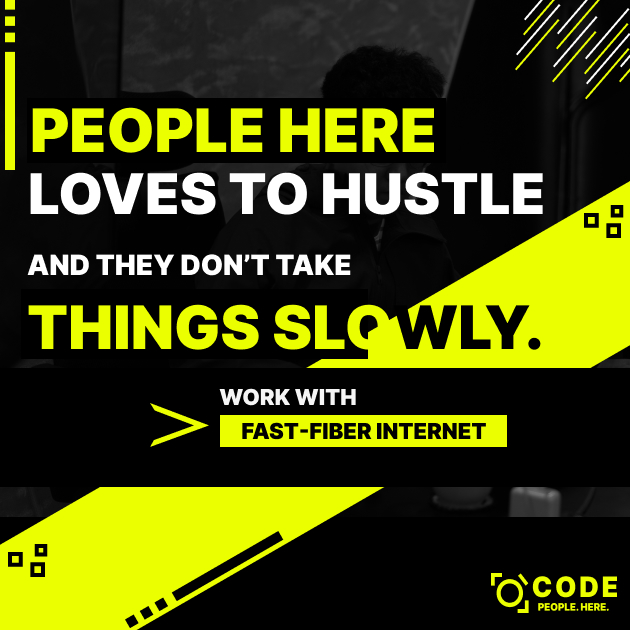 PEOPLE HERE
LOVES TO HUSTLE
AND THEY DON'T TAKE
THINGS SLOWLY.
WORK WITH
FAST-FIBER INTERNET
CODE
PEOPLE. HERE.